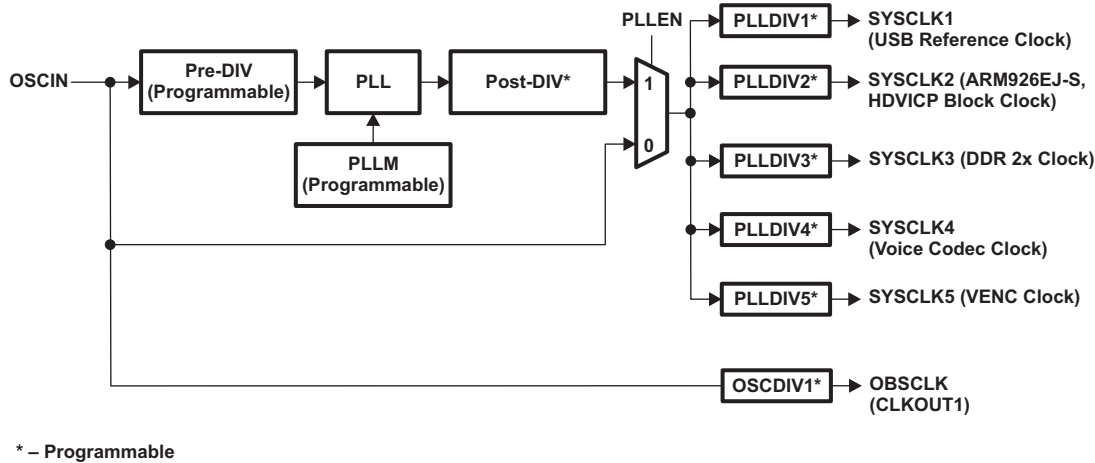 OSCIN
Pre-DIV
(Programmable)
PLL
Post-DIV*
PLLM
(Programmable)
PLLEN
1
0
PLLDIV1*
SYSCLK1
(USB Reference Clock)
PLLDIV2*
SYSCLK2 (ARM926EJ-S,
HDVICP Block Clock)
PLLDIV3*
SYSCLK3 (DDR 2x Clock)
PLLDIV4*
SYSCLK4
(Voice Codec Clock)
PLLDIV5*
SYSCLK5 (VENC Clock)
OSCDIV1*
OBSCLK
(CLKOUT1)
* – Programmable